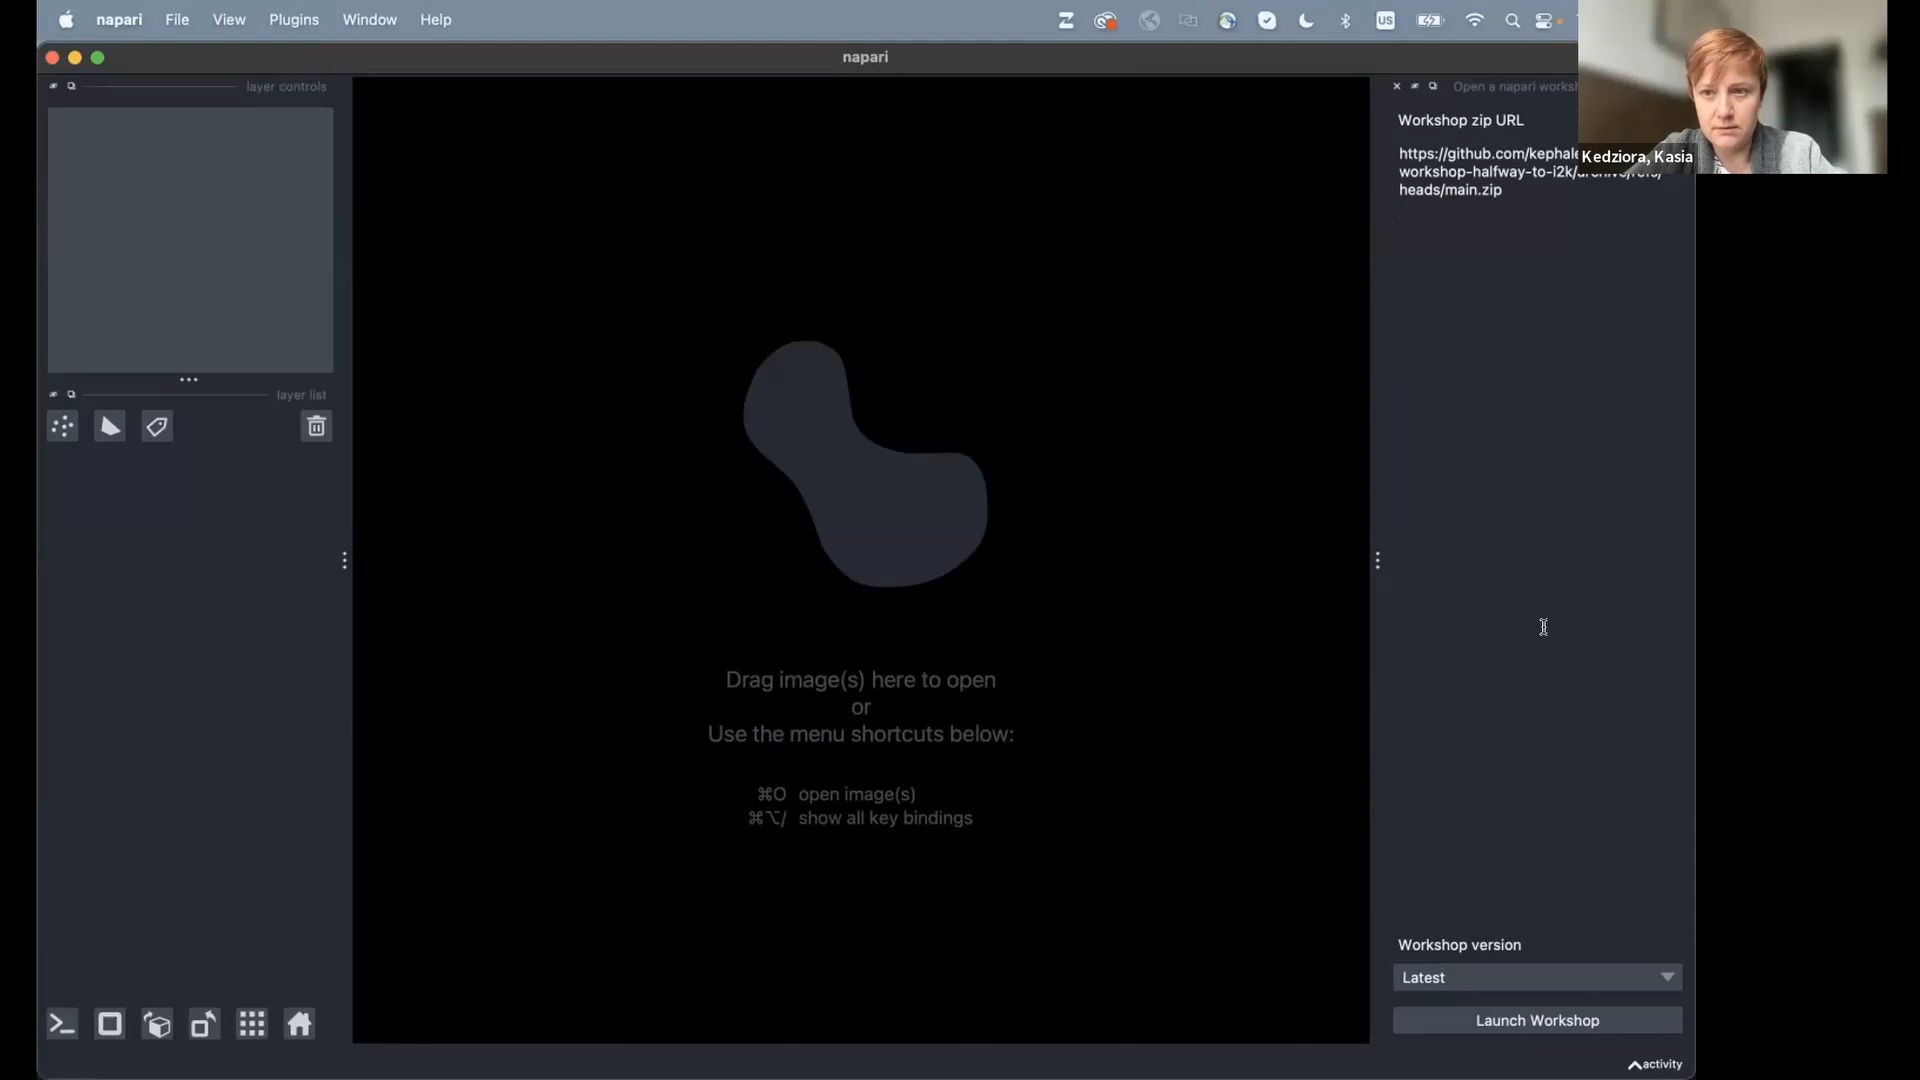 napari File View Plugins Window Help
US
napari
layer controls
Open a napari
Kedziora, Kasia
Workshop zip URL
https://github.com/kephale
workshop-halfway-to-i2k/archive/refs/
heads/main.zip
layer list
Drag image(s) here to open
or
Use the menu shortcuts below:
⌘O open image(s)
⌘⌥/ show all key bindings
Workshop version
Latest
Launch Workshop
activity